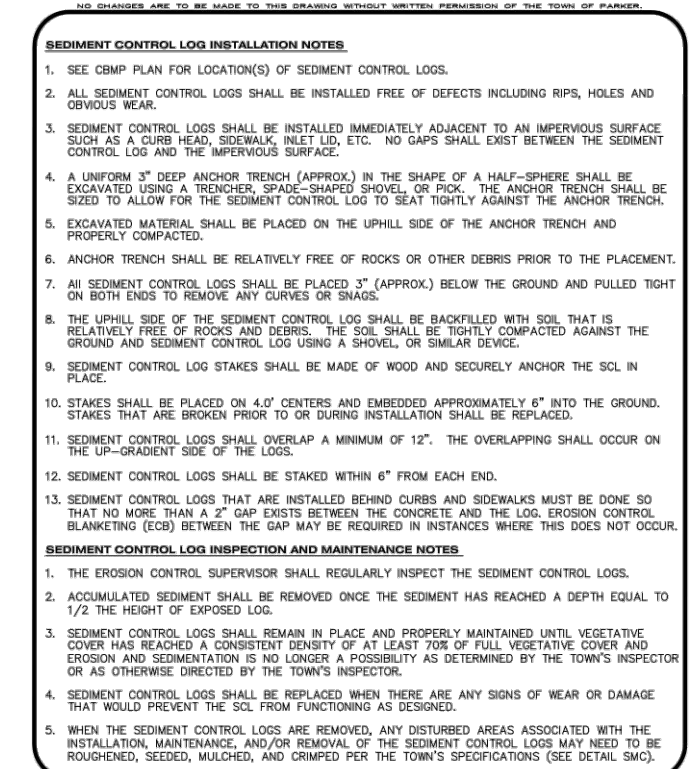 NO CHANGES ARE TO BE MADE TO THIS DRAWING WITHOUT WRITTEN PERMISSION OF THE TOWN OF PARKER.
SEDIMENT CONTROL LOG INSTALLATION NOTES
1. SEE CBMP PLAN FOR LOCATION(S) OF SEDIMENT CONTROL LOGS.
2. ALL SEDIMENT CONTROL LOGS SHALL BE INSTALLED FREE OF DEFECTS INCLUDING RIPS, HOLES AND
OBVIOUS WEAR.
3. SEDIMENT CONTROL LOGS SHALL BE INSTALLED IMMEDIATELY ADJACENT TO AN IMPERVIOUS SURFACE
SUCH AS A CURB HEAD, SIDEWALK, INLET LID, ETC. NO GAPS SHALL EXIST BETWEEN THE SEDIMENT
CONTROL LOG AND THE IMPERVIOUS SURFACE.
4. A UNIFORM 3" DEEP ANCHOR TRENCH (APPROX.) IN THE SHAPE OF A HALF-SPHERE SHALL BE
EXCAVATED USING A TRENCHER, SPADE-SHAPED SHOVEL, OR PICK. THE ANCHOR TRENCH SHALL BE
SIZED TO ALLOW FOR THE SEDIMENT CONTROL LOG TO SEAT TIGHTLY AGAINST THE ANCHOR TRENCH.
5. EXCAVATED MATERIAL SHALL BE PLACED ON THE UPHILL SIDE OF THE ANCHOR TRENCH AND
PROPERLY COMPACTED.
6. ANCHOR TRENCH SHALL BE RELATIVELY FREE OF ROCKS OR OTHER DEBRIS PRIOR TO THE PLACEMENT.
7. All SEDIMENT CONTROL LOGS SHALL BE PLACED 3" (APPROX.) BELOW THE GROUND AND PULLED TIGHT
ON BOTH ENDS TO REMOVE ANY CURVES OR SNAGS.
8. THE UPHILL SIDE OF THE SEDIMENT CONTROL LOG SHALL BE BACKFILLED WITH SOIL THAT IS
RELATIVELY FREE OF ROCKS AND DEBRIS. THE SOIL SHALL BE TIGHTLY COMPACTED AGAINST THE
GROUND AND SEDIMENT CONTROL LOG USING A SHOVEL, OR SIMILAR DEVICE.
9. SEDIMENT CONTROL LOG STAKES SHALL BE MADE OF WOOD AND SECURELY ANCHOR THE SCL IN
PLACE.
10. STAKES SHALL BE PLACED ON 4.0' CENTERS AND EMBEDDED APPROXIMATELY 6" INTO THE GROUND.
STAKES THAT ARE BROKEN PRIOR TO OR DURING INSTALLATION SHALL BE REPLACED.
11. SEDIMENT CONTROL LOGS SHALL OVERLAP A MINIMUM OF 12". THE OVERLAPPING SHALL OCCUR ON
THE UP-GRADIENT SIDE OF THE LOGS.
12. SEDIMENT CONTROL LOGS SHALL BE STAKED WITHIN 6" FROM EACH END.
13. SEDIMENT CONTROL LOGS THAT ARE INSTALLED BEHIND CURBS AND SIDEWALKS MUST BE DONE SO
THAT NO MORE THAN A 2" GAP EXISTS BETWEEN THE CONCRETE AND THE LOG. EROSION CONTROL
BLANKETING (ECB) BETWEEN THE GAP MAY BE REQUIRED IN INSTANCES WHERE THIS DOES NOT OCCUR.
SEDIMENT CONTROL LOG INSPECTION AND MAINTENANCE NOTES
1. THE EROSION CONTROL SUPERVISOR SHALL REGULARLY INSPECT THE SEDIMENT CONTROL LOGS.
2. ACCUMULATED SEDIMENT SHALL BE REMOVED ONCE THE SEDIMENT HAS REACHED A DEPTH EQUAL TO
1/2 THE HEIGHT OF EXPOSED LOG.
3. SEDIMENT CONTROL LOGS SHALL REMAIN IN PLACE AND PROPERLY MAINTAINED UNTIL VEGETATIVE
COVER HAS REACHED A CONSISTENT DENSITY OF AT LEAST 70% OF FULL VEGETATIVE COVER AND
EROSION AND SEDIMENTATION IS NO LONGER A POSSIBILITY AS DETERMINED BY THE TOWN'S INSPECTOR
OR AS OTHERWISE DIRECTED BY THE TOWN'S INSPECTOR.
4. SEDIMENT CONTROL LOGS SHALL BE REPLACED WHEN THERE ARE ANY SIGNS OF WEAR OR DAMAGE
THAT WOULD PREVENT THE SCL FROM FUNCTIONING AS DESIGNED.
5. WHEN THE SEDIMENT CONTROL LOGS ARE REMOVED, ANY DISTURBED AREAS ASSOCIATED WITH THE
INSTALLATION, MAINTENANCE, AND/OR REMOVAL OF THE SEDIMENT CONTROL LOGS MAY NEED TO BE
ROUGHENED, SEEDED, MULCHED, AND CRIMPED PER THE TOWN'S SPECIFICATIONS (SEE DETAIL SMC).